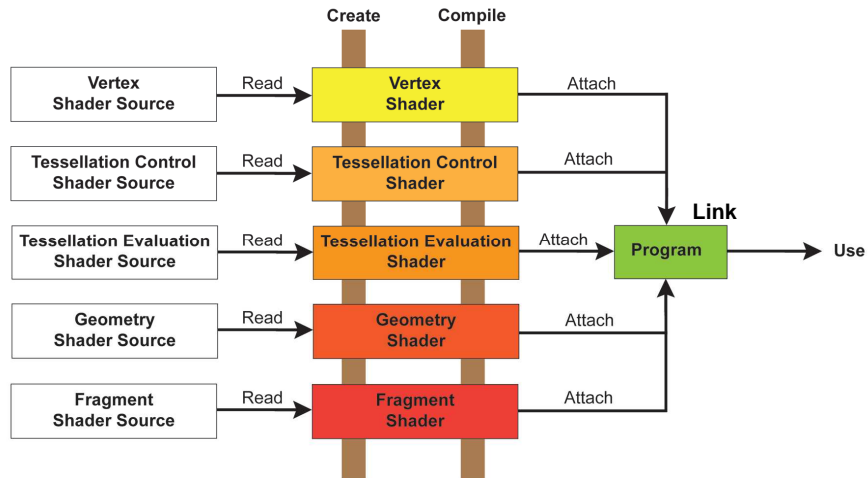 Create
Compile
Vertex
Shader Source
Read
Vertex
Shader
Attach
Tessellation Control
Shader Source
Read
Tessellation Control
Shader
Attach
Link
Tessellation Evaluation
Shader Source
Read
Tessellation Evaluation
Shader
Attach
Program
Use
Geometry
Shader Source
Read
Geometry
Shader
Attach
Fragment
Shader Source
Read
Fragment
Shader
Attach